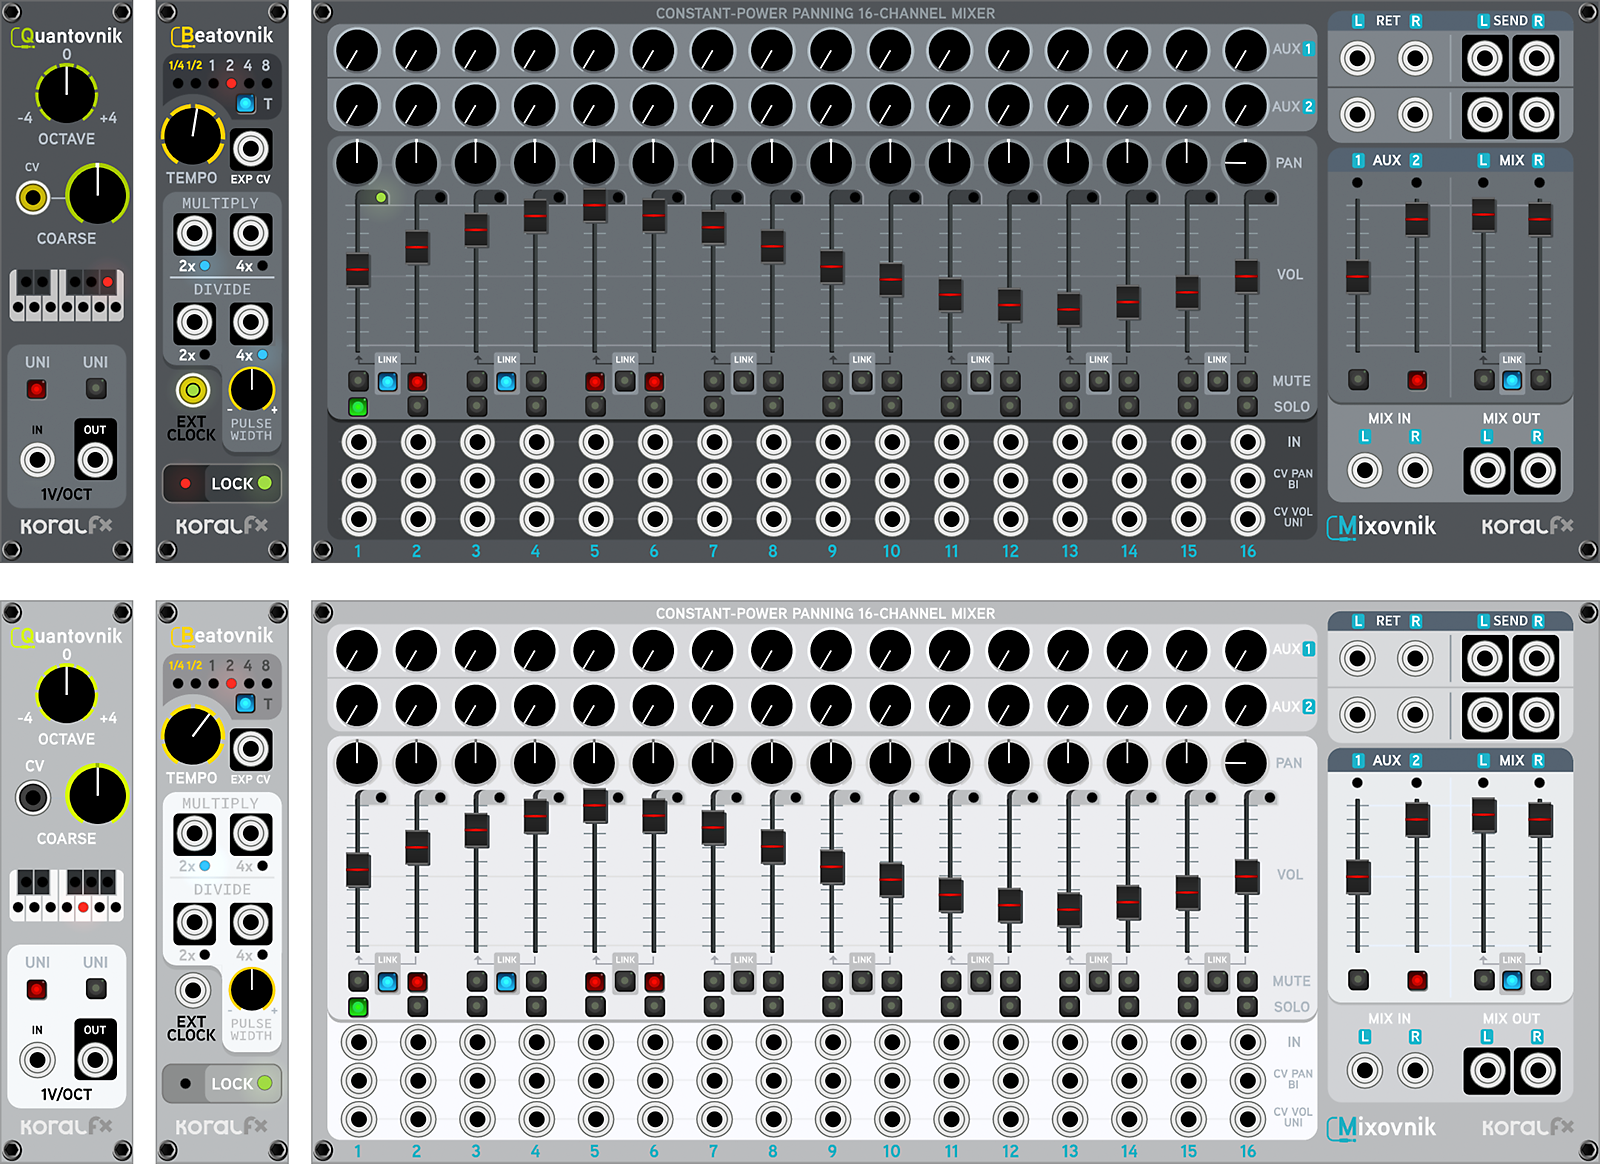 Quantovnik
0
-4 +4
OCTAVE
CV
COARSE
UNI UNI
IN OUT
1V/OCT
KORALFX
Beatovnik
1/4 1/2 1 2 4 8
T
TEMPO EXP CV
MULTIPLY
2x 4x
DIVIDE
2x 4x
EXT CLOCK
- +
PULSE WIDTH
LOCK
KORALFX
CONSTANT-POWER PANNING 16-CHANNEL MIXER
AUX 1
AUX 2
PAN
VOL
LINK LINK LINK LINK LINK LINK LINK LINK
MUTE
SOLO
IN
CV PAN BI
CV VOL UNI
1 2 3 4 5 6 7 8 9 10 11 12 13 14 15 16
L RET R L SEND R
1 AUX 2 L MIX R
LINK
MIX IN MIX OUT
L R L R
Mixovnik KORALFX
Quantovnik
0
-4 +4
OCTAVE
CV
COARSE
UNI UNI
IN OUT
1V/OCT
KORALFX
Beatovnik
1/4 1/2 1 2 4 8
T
TEMPO EXP CV
MULTIPLY
2x 4x
DIVIDE
2x 4x
EXT CLOCK
- +
PULSE WIDTH
LOCK
KORALFX
CONSTANT-POWER PANNING 16-CHANNEL MIXER
AUX 1
AUX 2
PAN
VOL
LINK LINK LINK LINK LINK LINK LINK LINK
MUTE
SOLO
IN
CV PAN BI
CV VOL UNI
1 2 3 4 5 6 7 8 9 10 11 12 13 14 15 16
L RET R L SEND R
1 AUX 2 L MIX R
LINK
MIX IN MIX OUT
L R L R
Mixovnik KORALFX